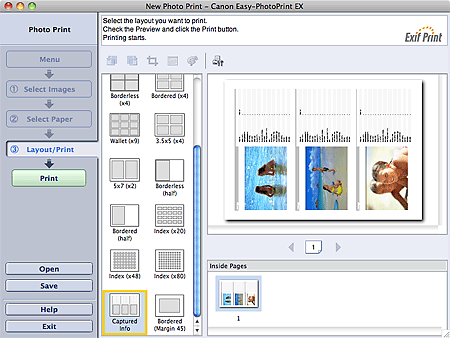 New Photo Print - Canon Easy-PhotoPrint EX
Photo Print
Select the layout you want to print.
Check the Preview and click the Print button.
Printing starts.
Exif Print
Menu
1 Select Images
2 Select Paper
3 Layout/Print
Print
Open
Save
Help
Exit
Borderless (x4)
Bordered (x4)
Wallet (x9)
3.5x5 (x4)
5x7 (x2)
Borderless (half)
Bordered (half)
Index (x20)
Index (x48)
Index (x80)
Captured Info
Bordered (Margin 45)
1
Inside Pages
1